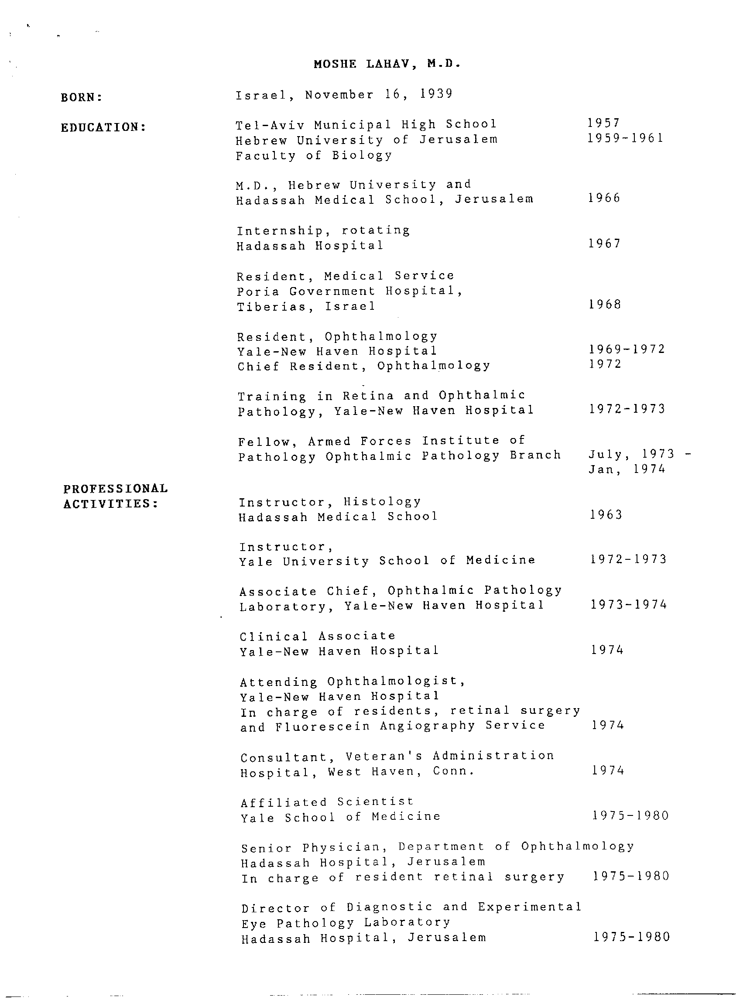 MOSHE LAHAV, M.D.
BORN: Israel, November 16, 1939
EDUCATION: Tel-Aviv Municipal High School 1957
Hebrew University of Jerusalem 1959-1961
Faculty of Biology
M.D., Hebrew University and
Hadassah Medical School, Jerusalem 1966
Internship, rotating
Hadassah Hospital 1967
Resident, Medical Service
Poria Government Hospital,
Tiberias, Israel 1968
Resident, Ophthalmology
Yale-New Haven Hospital 1969-1972
Chief Resident, Ophthalmology 1972
Training in Retina and Ophthalmic
Pathology, Yale-New Haven Hospital 1972-1973
Fellow, Armed Forces Institute of
Pathology Ophthalmic Pathology Branch July, 1973 -
Jan, 1974
PROFESSIONAL
ACTIVITIES: Instructor, Histology
Hadassah Medical School 1963
Instructor,
Yale University School of Medicine 1972-1973
Associate Chief, Ophthalmic Pathology
Laboratory, Yale-New Haven Hospital 1973-1974
Clinical Associate
Yale-New Haven Hospital 1974
Attending Ophthalmologist,
Yale-New Haven Hospital
In charge of residents, retinal surgery
and Fluorescein Angiography Service 1974
Consultant, Veteran's Administration
Hospital, West Haven, Conn. 1974
Affiliated Scientist
Yale School of Medicine 1975-1980
Senior Physician, Department of Ophthalmology
Hadassah Hospital, Jerusalem
In charge of resident retinal surgery 1975-1980
Director of Diagnostic and Experimental
Eye Pathology Laboratory
Hadassah Hospital, Jerusalem 1975-1980